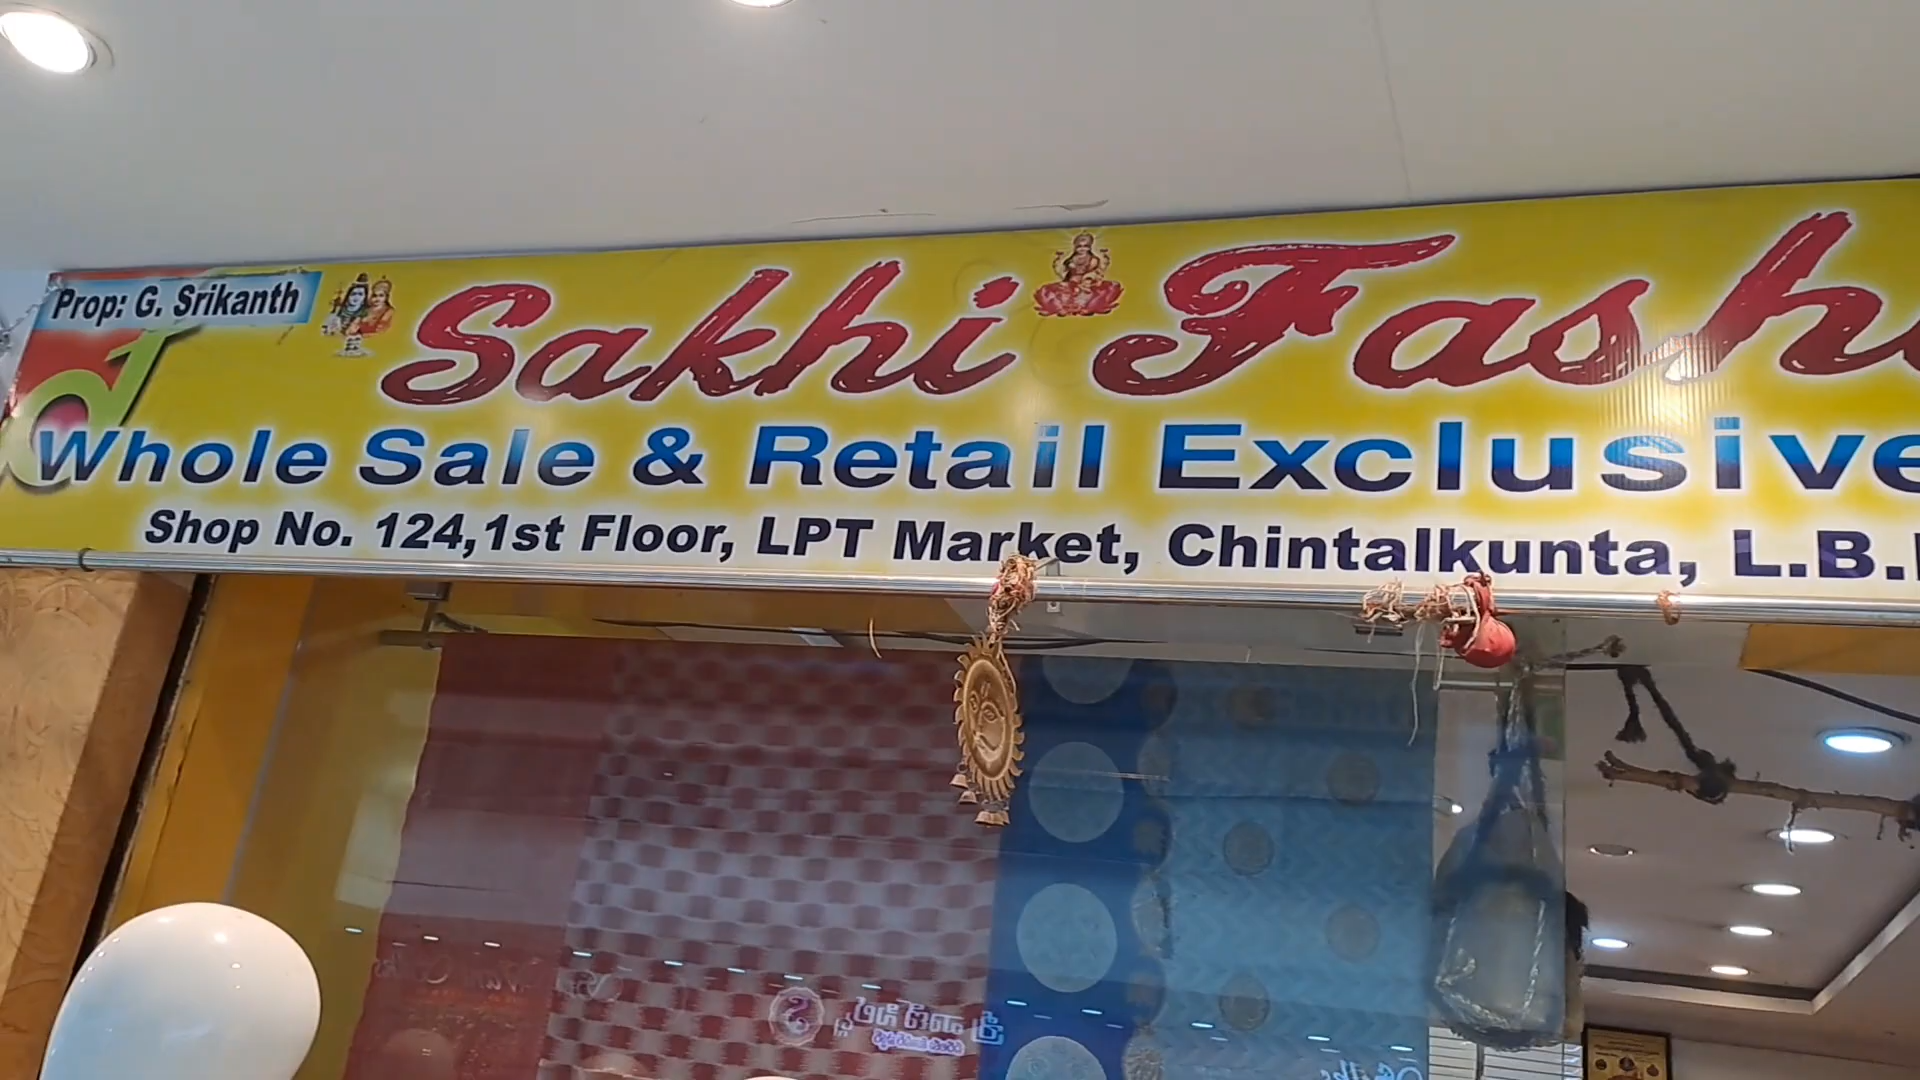 Prop: G. Srikanth
Sakhi Fash
Whole Sale & Retail Exclusive
Shop No. 124,1st Floor, LPT Market, Chintalkunta, L.B.